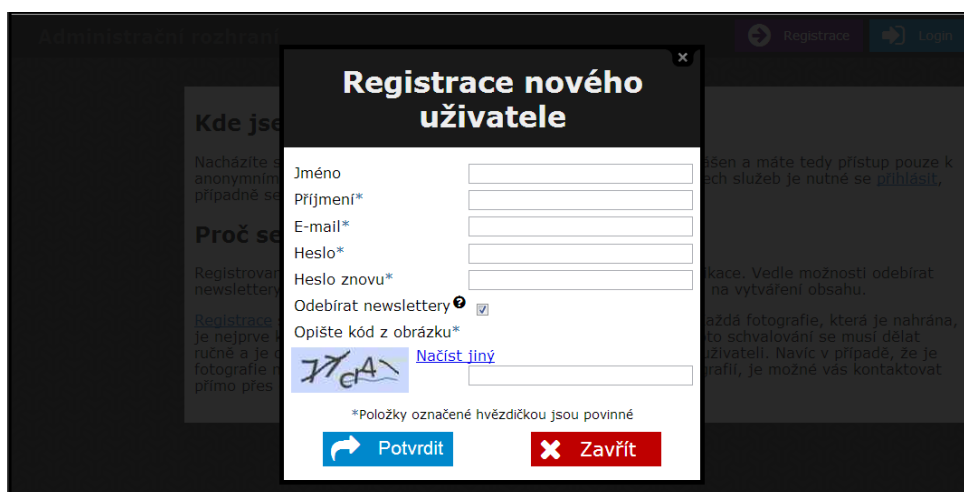 Administrační rozhraní
Registrace
Login
Registrace nového
uživatele
Kde jse
Nacházíte s
ášen a máte tedy přístup pouze k
anonymním
ech služeb je nutné se přihlásit,
případně se
Proč se
Registrovan
ikace. Vedle možnosti odebírat
newslettery
na vytváření obsahu.
Registrace
aždá fotografie, která je nahrána,
je nejprve k
oto schvalování se musí dělat
ručně a je
uživateli. Navíc v případě, že je
fotografie n
grafií, je možné vás kontaktovat
přímo přes
Jméno
Příjmení*
E-mail*
Heslo*
Heslo znovu*
Odebírat newslettery ?
Opište kód z obrázku*
Načíst jiný
*Položky označené hvězdičkou jsou povinné
Potvrdit
Zavřít